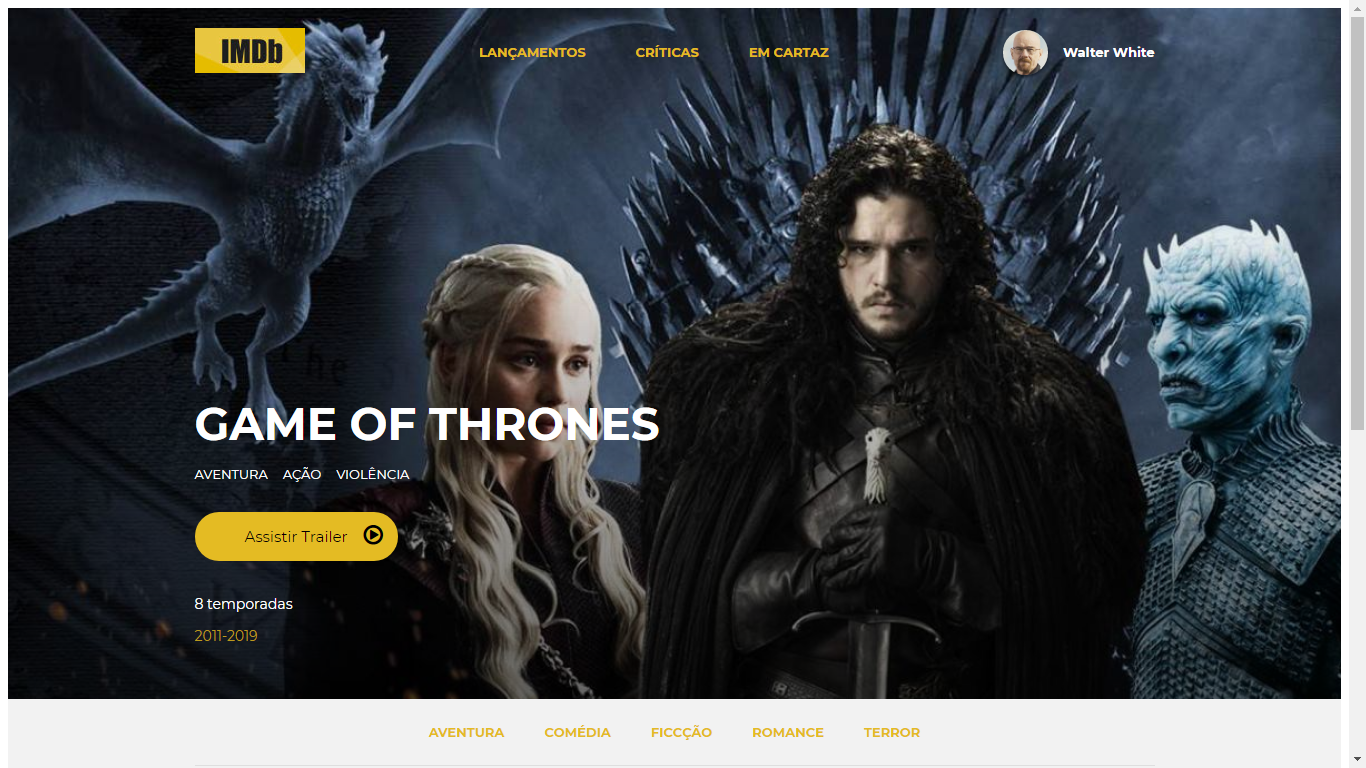 IMDb
LANÇAMENTOS CRÍTICAS EM CARTAZ
Walter White
GAME OF THRONES
AVENTURA AÇÃO VIOLÊNCIA
Assistir Trailer
8 temporadas
2011-2019
AVENTURA COMÉDIA FICCÇÃO ROMANCE TERROR